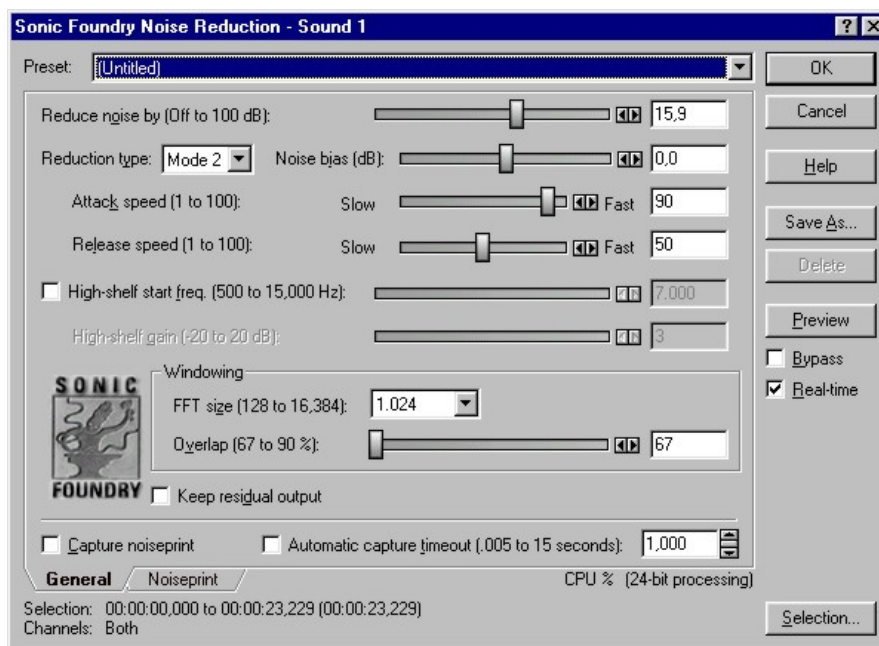 Sonic Foundry Noise Reduction - Sound 1
Preset: (Untitled)
OK
Reduce noise by (Off to 100 dB): 15,9
Cancel
Reduction type: Mode 2 Noise bias (dB): 0,0
Help
Attack speed (1 to 100): Slow Fast 90
Save As...
Release speed (1 to 100): Slow Fast 50
Delete
High-shelf start freq. (500 to 15,000 Hz): 7.000
High-shelf gain (-20 to 20 dB): 3
Preview
Bypass
Real-time
SONIC
FOUNDRY
Windowing
FFT size (128 to 16,384): 1.024
Overlap (67 to 90 %): 67
Keep residual output
Capture noiseprint Automatic capture timeout (.005 to 15 seconds): 1,000
General Noiseprint CPU % (24-bit processing)
Selection: 00:00:00,000 to 00:00:23,229 (00:00:23,229)
Channels: Both
Selection...